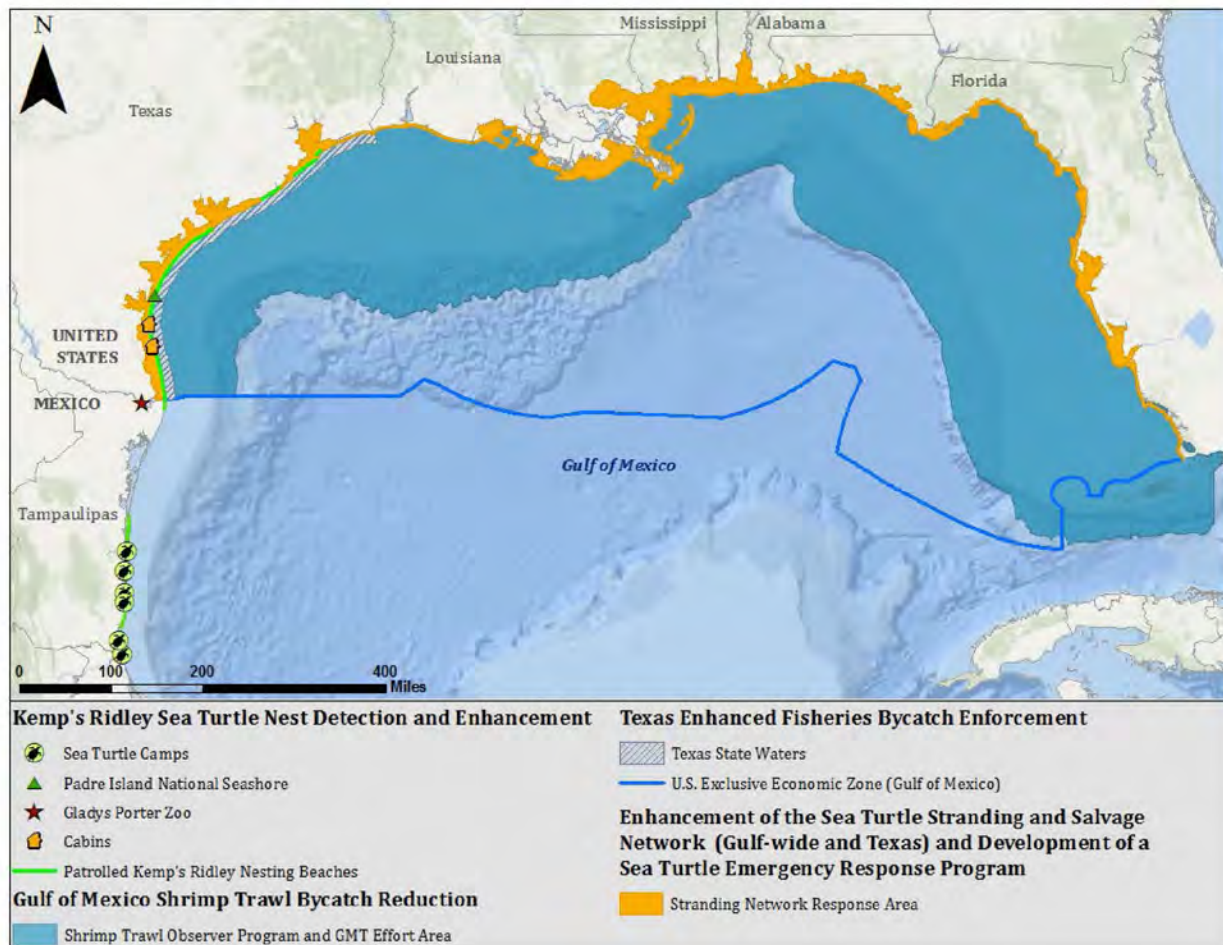 N
Mississippi
Alabama
Louisiana
Florida
Texas
UNITED
STATES
MEXICO
Gulf of Mexico
Tampaulipas
0 100 200 400
Miles
Kemp's Ridley Sea Turtle Nest Detection and Enhancement
Sea Turtle Camps
Padre Island National Seashore
Gladys Porter Zoo
Cabins
Patrolled Kemp's Ridley Nesting Beaches
Gulf of Mexico Shrimp Trawl Bycatch Reduction
Shrimp Trawl Observer Program and GMT Effort Area
Texas Enhanced Fisheries Bycatch Enforcement
Texas State Waters
U.S. Exclusive Economic Zone (Gulf of Mexico)
Enhancement of the Sea Turtle Stranding and Salvage
Network (Gulf-wide and Texas) and Development of a
Sea Turtle Emergency Response Program
Stranding Network Response Area